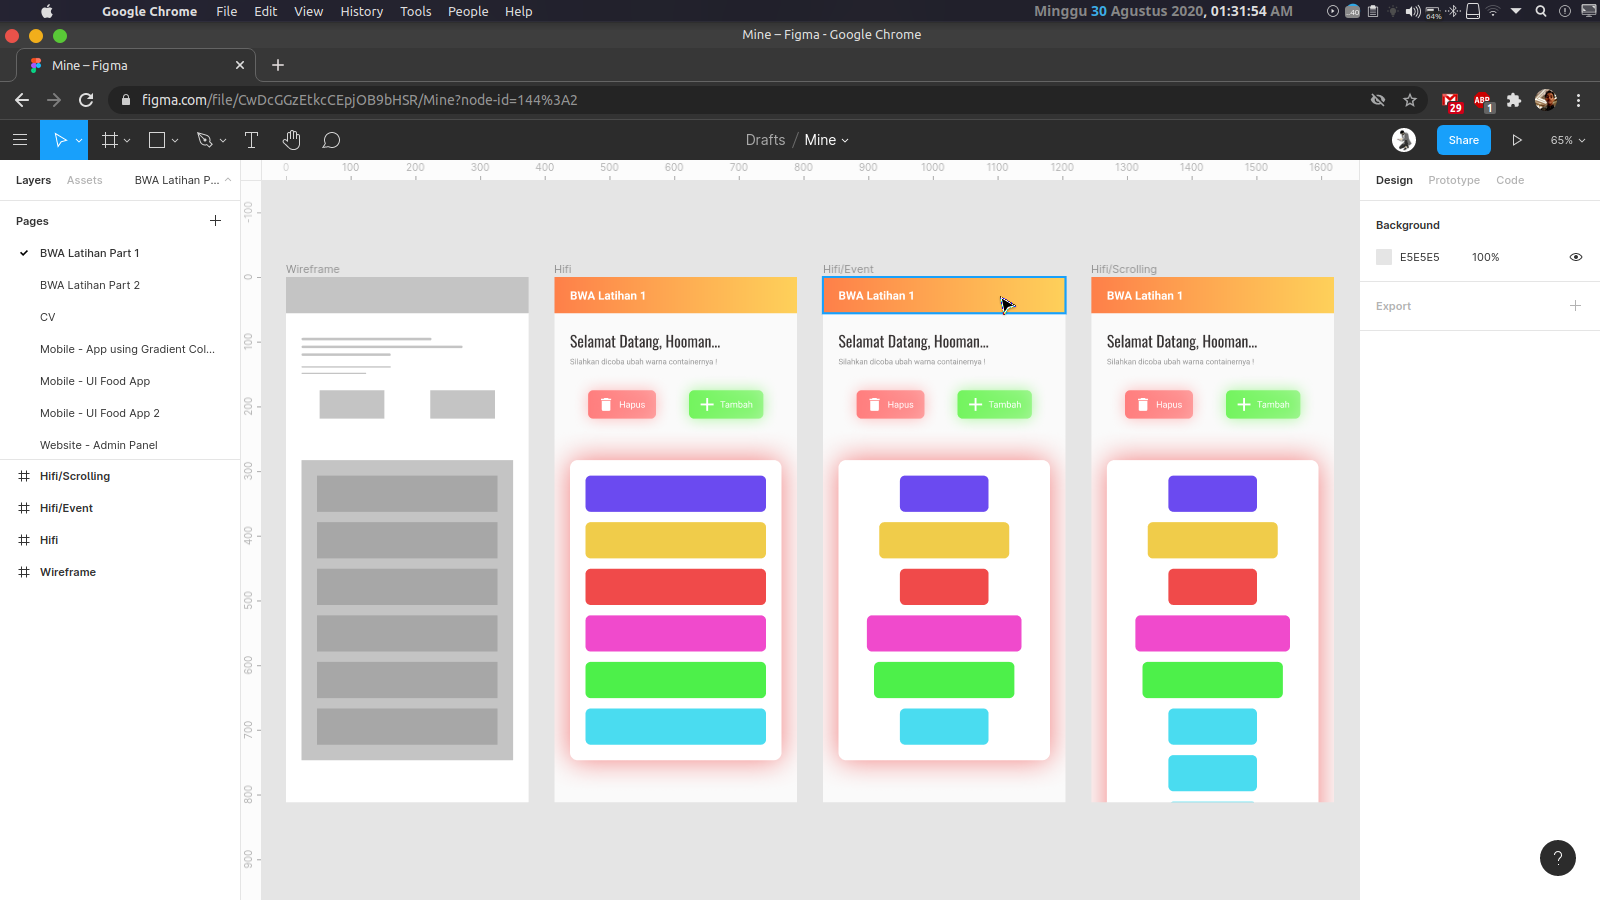 Google Chrome File Edit View History Tools People Help Minggu 30 Agustus 2020, 01:31:54 AM
64%
Mine – Figma - Google Chrome
Mine – Figma
figma.com/file/CwDcGGzEtkcCEpjOB9bHSR/Mine?node-id=144%3A2
29
ABP
1
Drafts / Mine
Share
65%
Layers Assets BWA Latihan P...
Pages
BWA Latihan Part 1
BWA Latihan Part 2
CV
Mobile - App using Gradient Col...
Mobile - UI Food App
Mobile - UI Food App 2
Website - Admin Panel
Hifi/Scrolling
Hifi/Event
Hifi
Wireframe
0 100 200 300 400 500 600 700 800 900 1000 1100 1200 1300 1400 1500 1600
-100
0
100
200
300
400
500
600
700
800
900
Wireframe
Hifi
BWA Latihan 1
Selamat Datang, Hooman...
Silahkan dicoba ubah warna containernya !
Hapus
Tambah
Hifi/Event
BWA Latihan 1
Selamat Datang, Hooman...
Silahkan dicoba ubah warna containernya !
Hapus
Tambah
Hifi/Scrolling
BWA Latihan 1
Selamat Datang, Hooman...
Silahkan dicoba ubah warna containernya !
Hapus
Tambah
Design Prototype Code
Background
E5E5E5 100%
Export
?